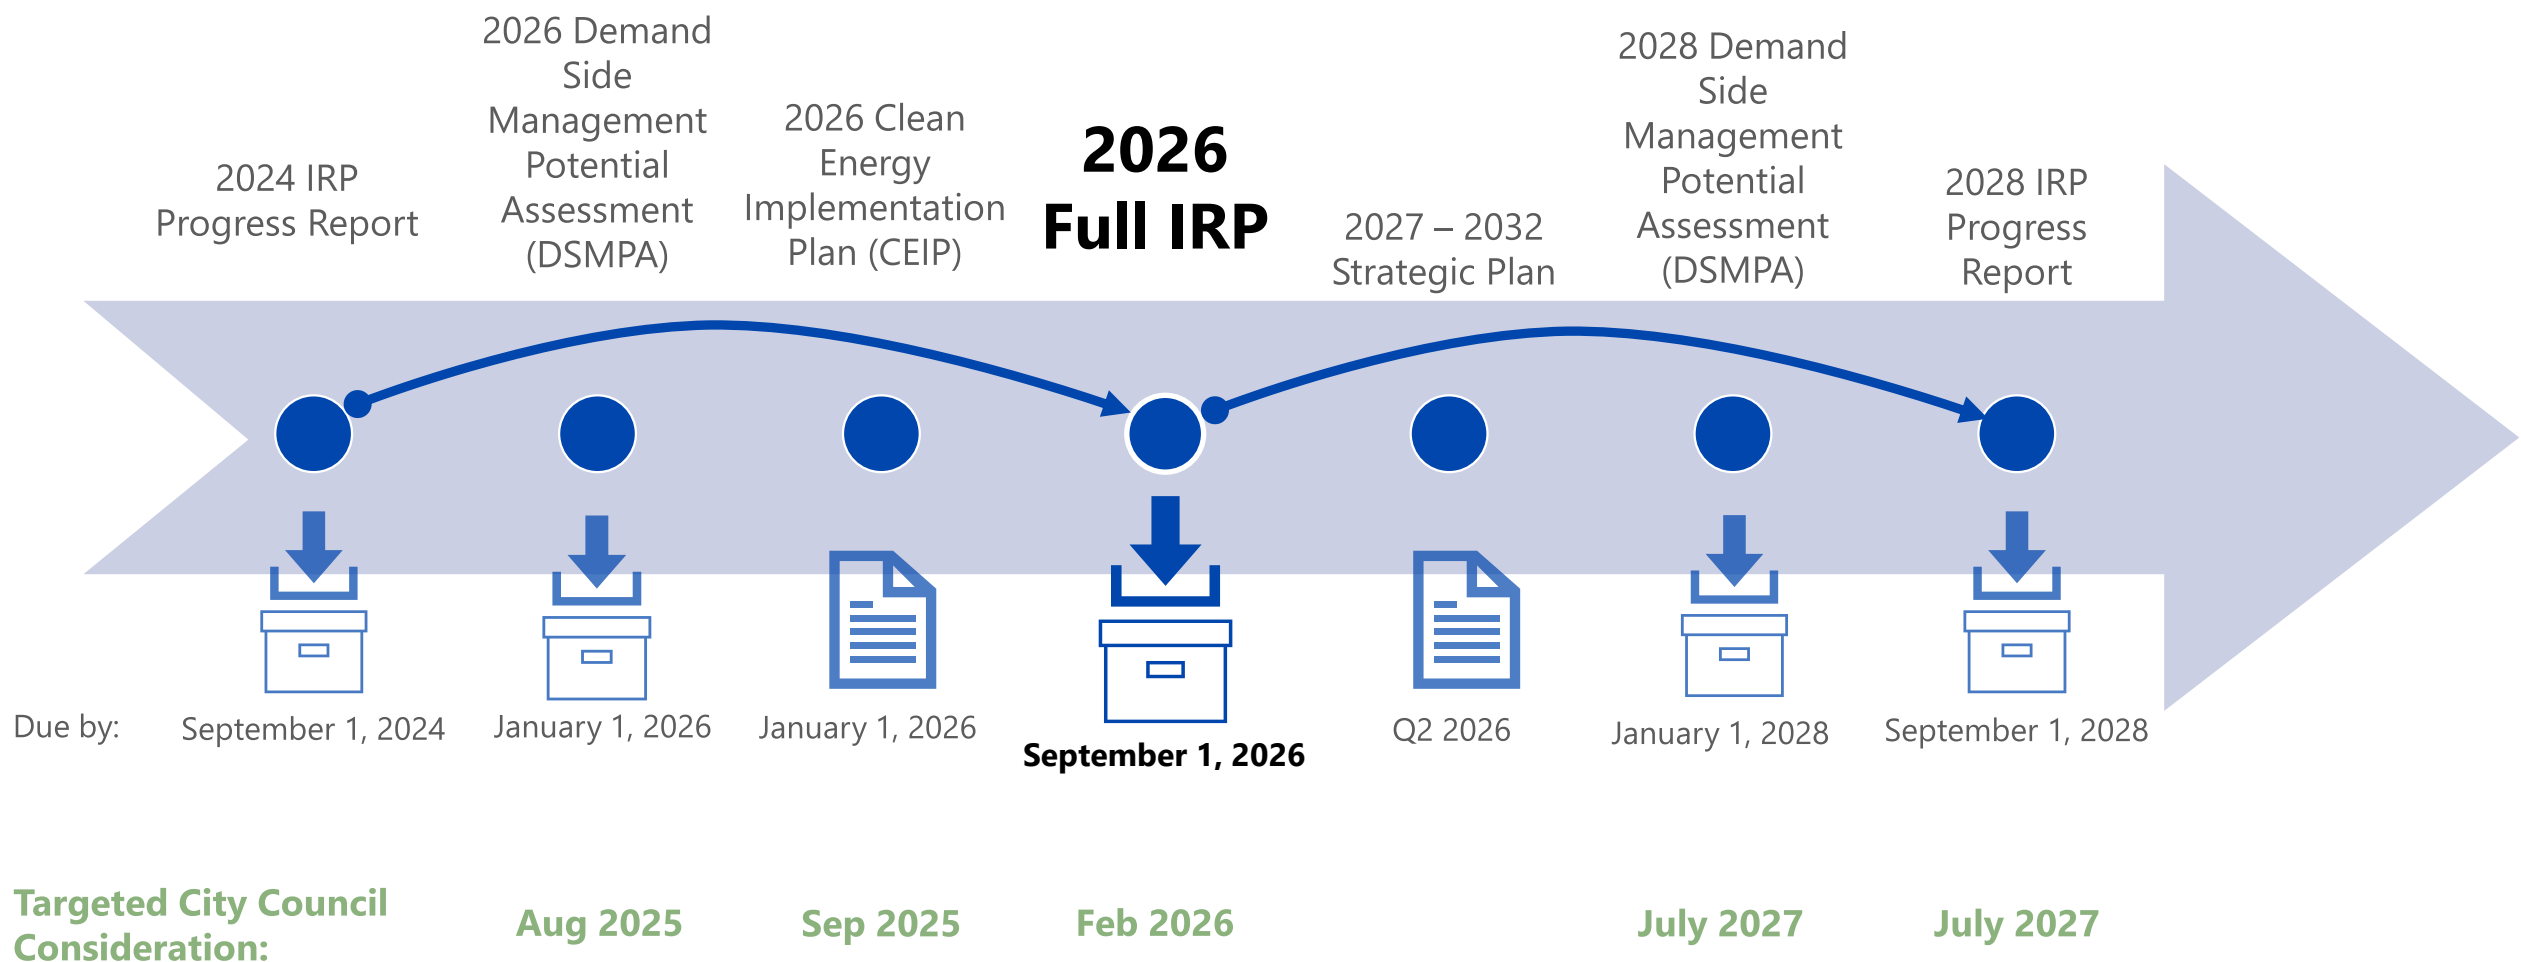 2024 IRP
Progress Report
2026 Demand
Side
Management
Potential
Assessment
(DSMPA)
2026 Clean
Energy
Implementation
Plan (CEIP)
2026
Full IRP
2027 – 2032
Strategic Plan
2028 Demand
Side
Management
Potential
Assessment
(DSMPA)
2028 IRP
Progress
Report
Due by:
September 1, 2024
January 1, 2026
January 1, 2026
September 1, 2026
Q2 2026
January 1, 2028
September 1, 2028
Targeted City Council
Consideration:
Aug 2025
Sep 2025
Feb 2026
July 2027
July 2027